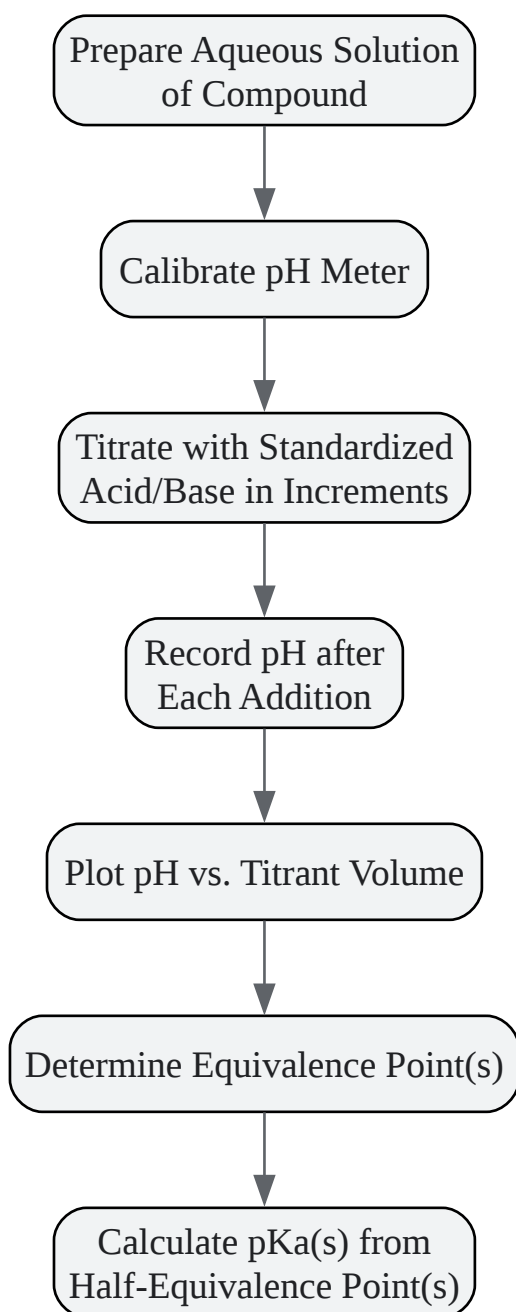 Prepare Aqueous Solution
of Compound
Calibrate pH Meter
Titrate with Standardized
Acid/Base in Increments
Record pH after
Each Addition
Plot pH vs. Titrant Volume
Determine Equivalence Point(s)
Calculate pKa(s) from
Half-Equivalence Point(s)